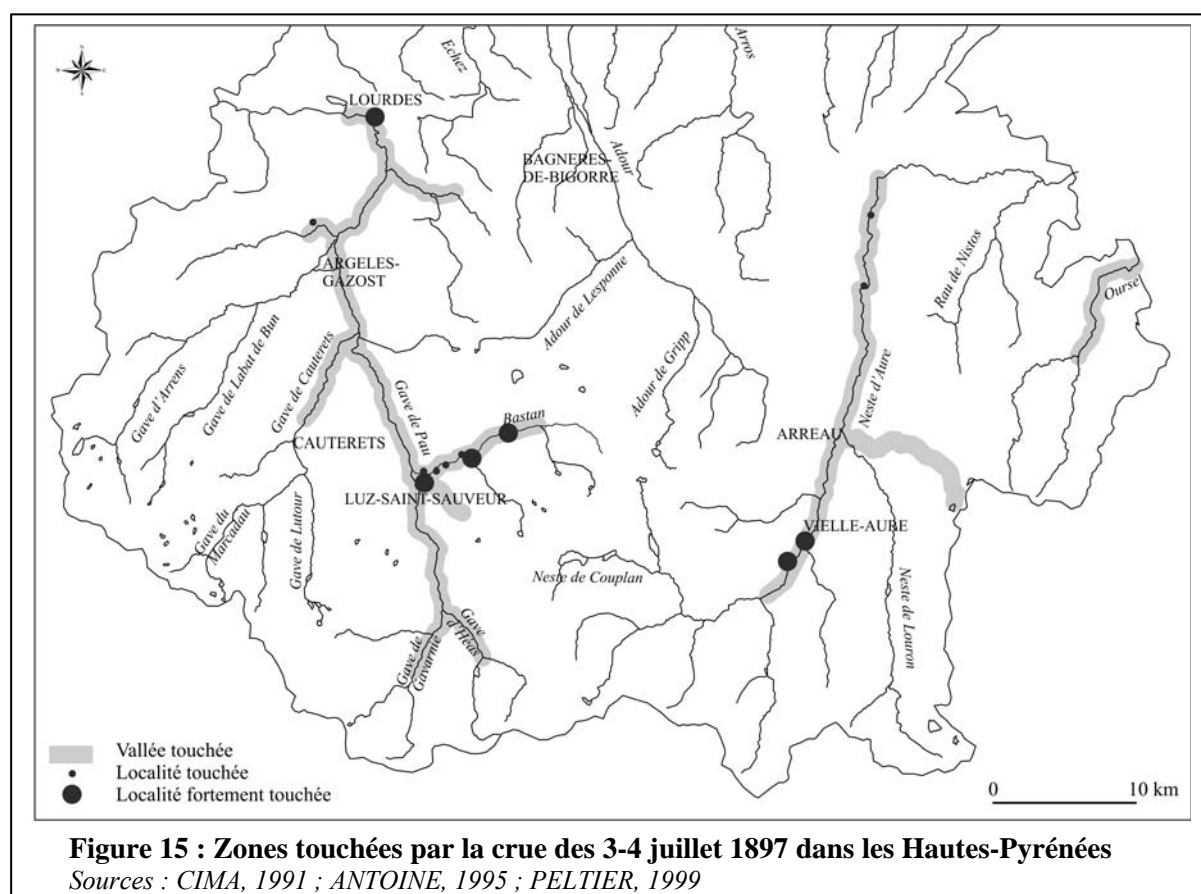 N
Echez
Arros
LOURDES
Adour
BAGNERES-
DE-BIGORRE
ARGELES-
GAZOST
Adour de Lesponne
Rau de Nistos
Ourse
Gave d'Arrens
Gave de Labat de Bun
Gave de Cauterets
Gave de Pau
Adour de Gripp
Neste d'Aure
Bastan
CAUTERETS
ARREAU
LUZ-SAINT-SAUVEUR
Gave du
Marcadau
Gave de Lutour
VIELLE-AURE
Neste de Couplan
Neste de Louron
Gave de
Gavarnie
Gave
d'Héas
Vallée touchée
Localité touchée
Localité fortement touchée
0 10 km
Figure 15 : Zones touchées par la crue des 3-4 juillet 1897 dans les Hautes-Pyrénées
Sources : CIMA, 1991 ; ANTOINE, 1995 ; PELTIER, 1999